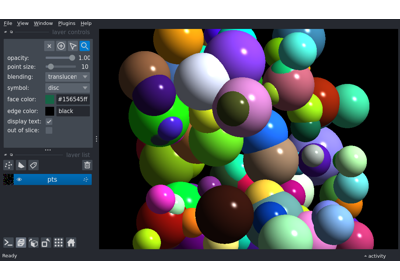 File View Window Plugins Help
layer controls
opacity: 1.00
point size: 10
blending: translucen
symbol: disc
face color: #156545ff
edge color: black
display text:
out of slice:
layer list
pts
Ready
activity